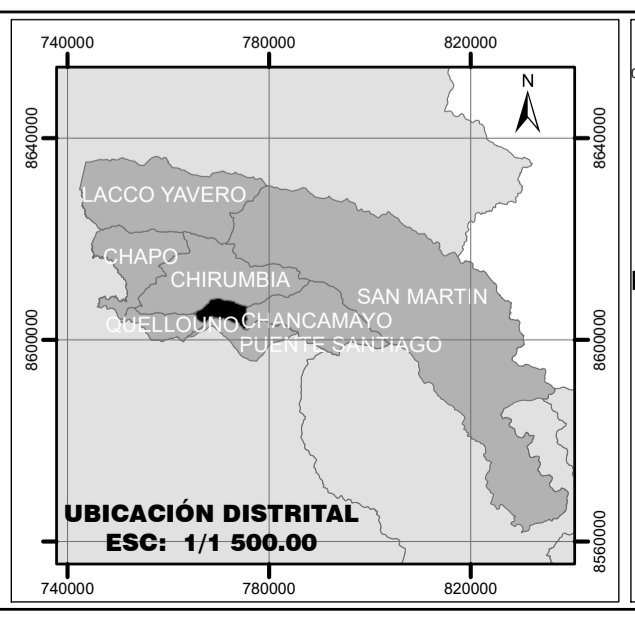 740000 780000 820000
N
8640000 8640000
LACCO YAVERO
CHAPO
CHIRUMBIA
SAN MARTIN
QUELLOUNO CHANCAMAYO
PUENTE SANTIAGO
8600000 8600000
UBICACIÓN DISTRITAL
ESC: 1/1 500.00
8560000
740000 780000 820000